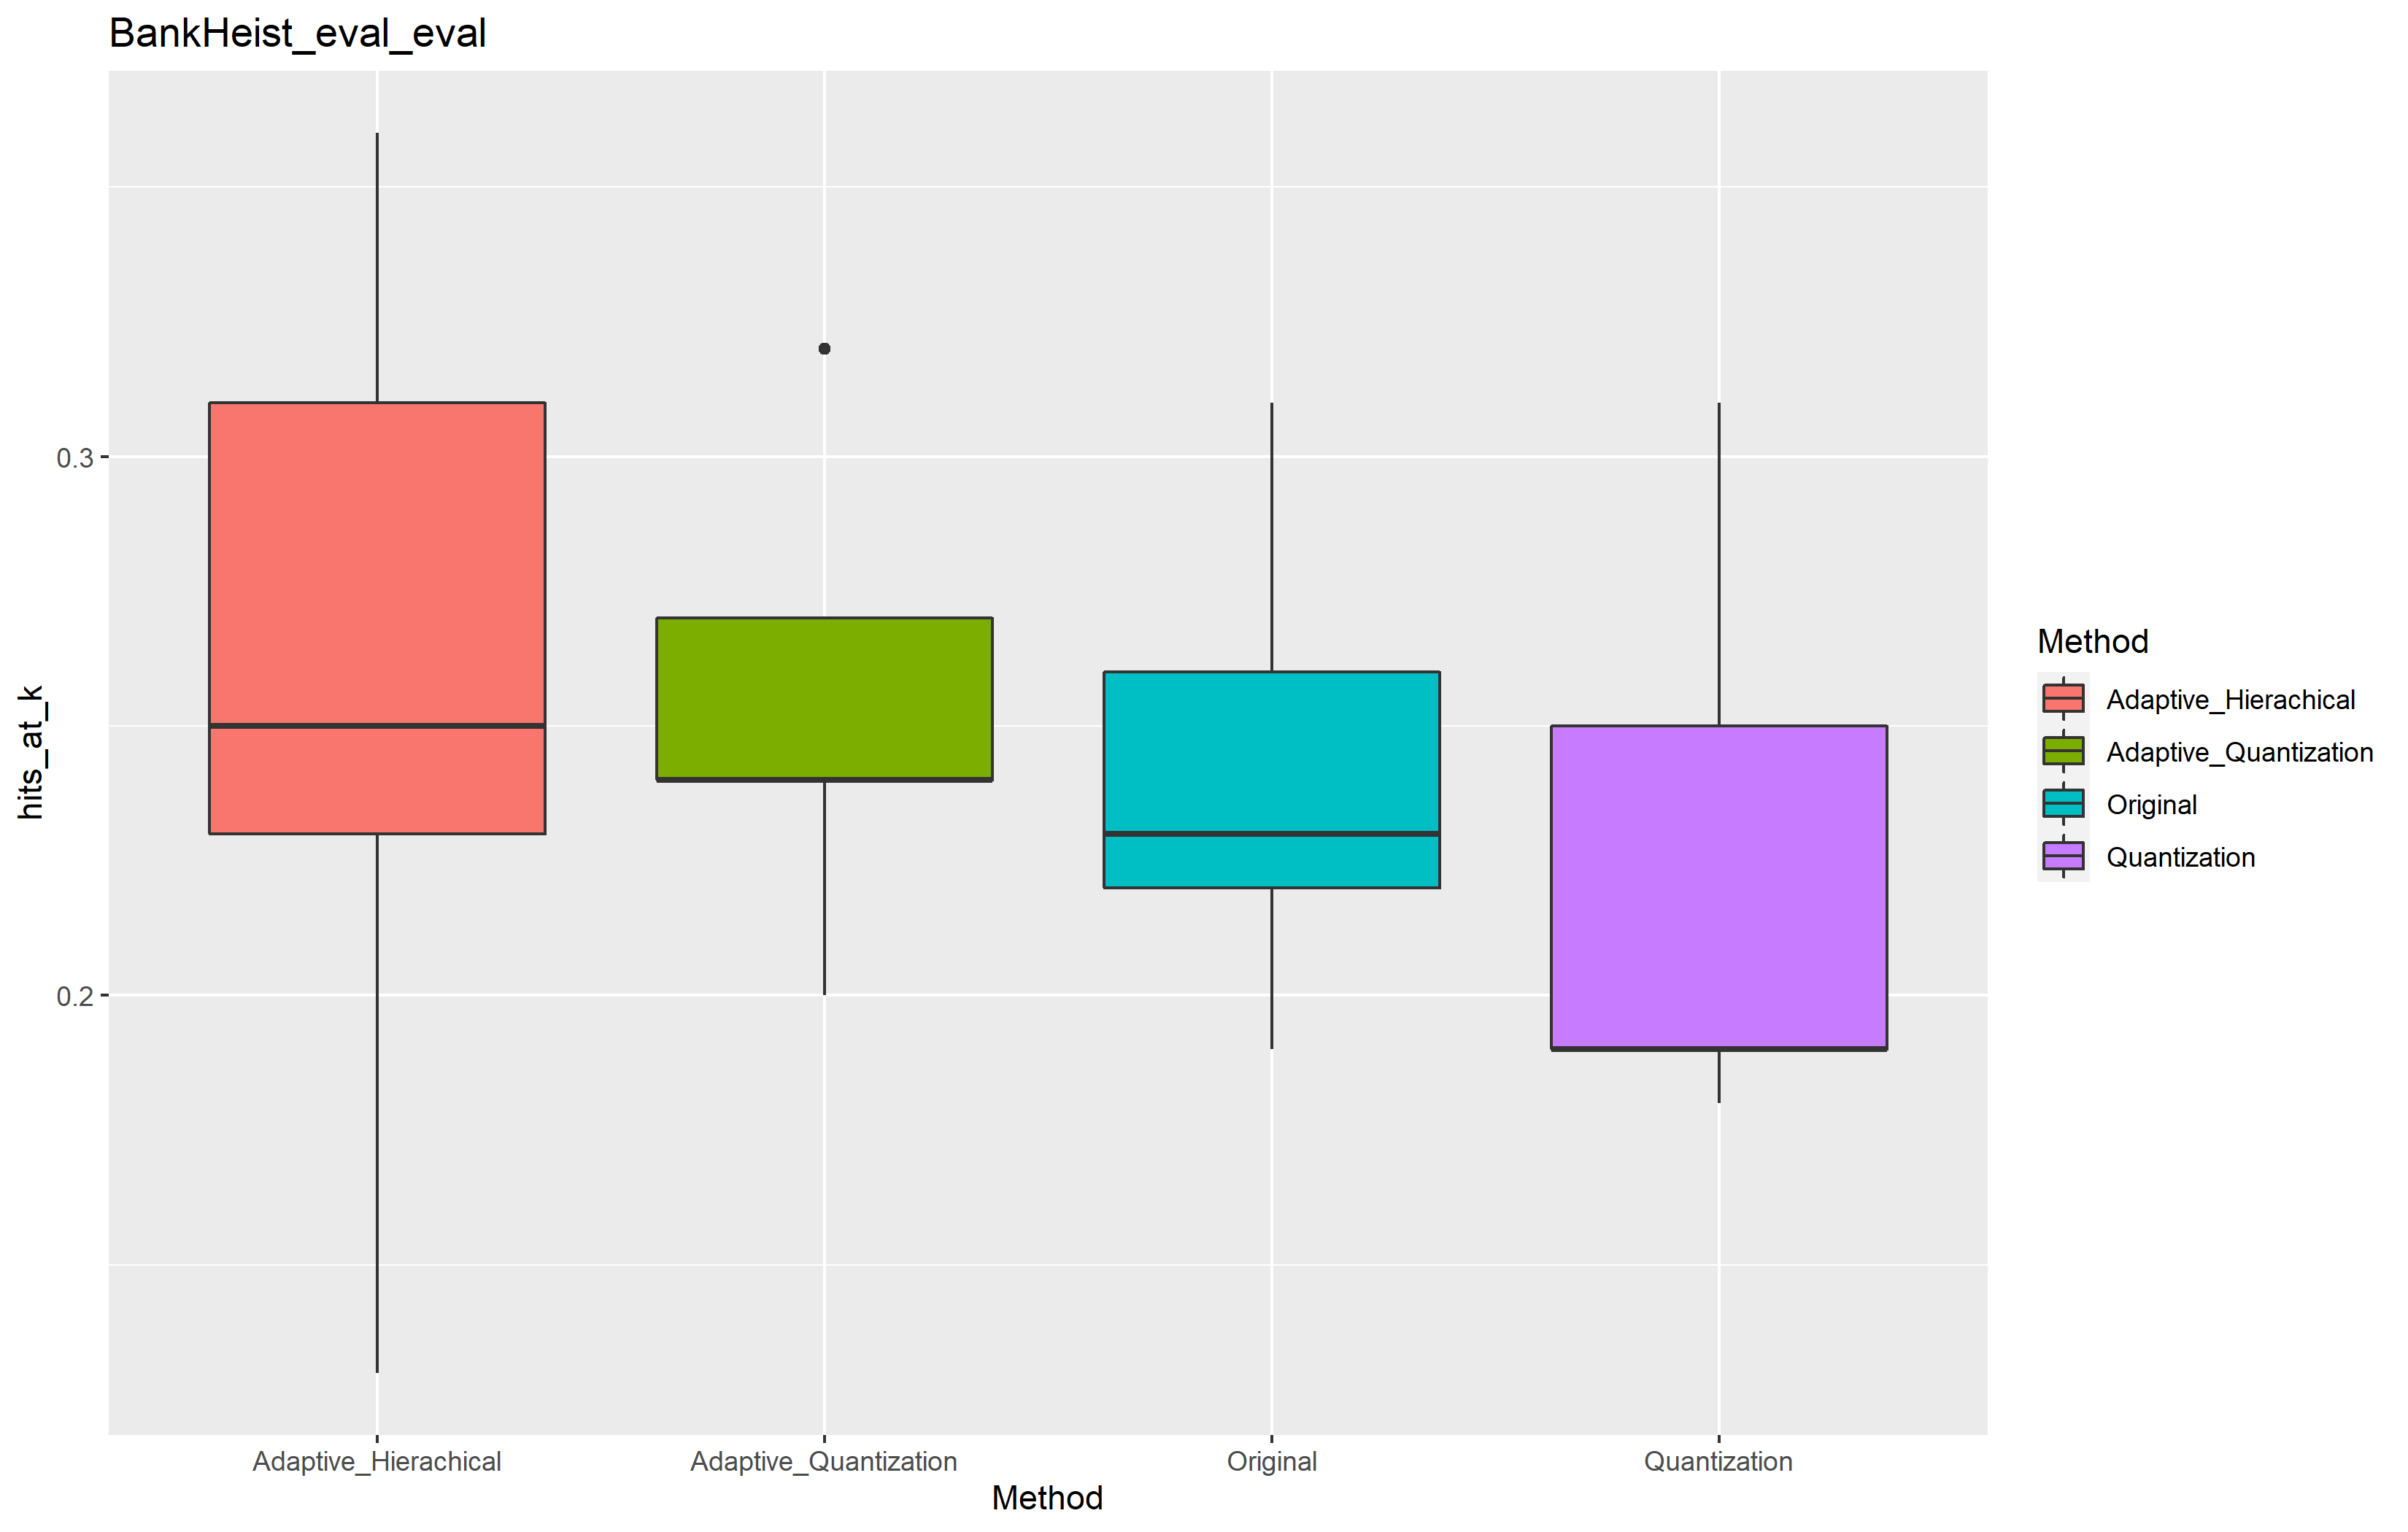 BankHeist_eval_eval
hits_at_k
0.3
0.2
Adaptive_Hierachical
Adaptive_Quantization
Original
Quantization
Method
Method
Adaptive_Hierachical
Adaptive_Quantization
Original
Quantization